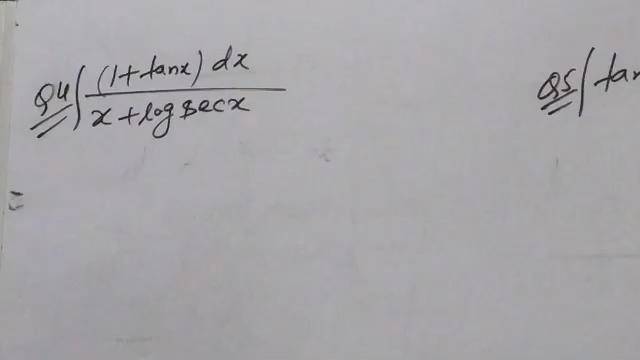 Q4 ∫ (1+tanx) dx
x + log secx
Q5 ∫ tan
=